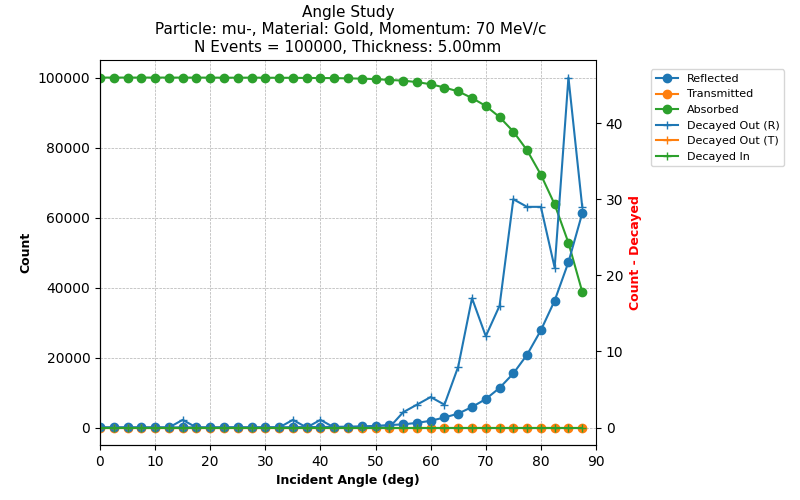 Angle Study
Particle: mu-, Material: Gold, Momentum: 70 MeV/c
N Events = 100000, Thickness: 5.00mm
100000
80000
60000
40000
20000
0
Count
0 10 20 30 40 50 60 70 80 90
Incident Angle (deg)
40
30
20
10
0
Count - Decayed
Reflected
Transmitted
Absorbed
Decayed Out (R)
Decayed Out (T)
Decayed In